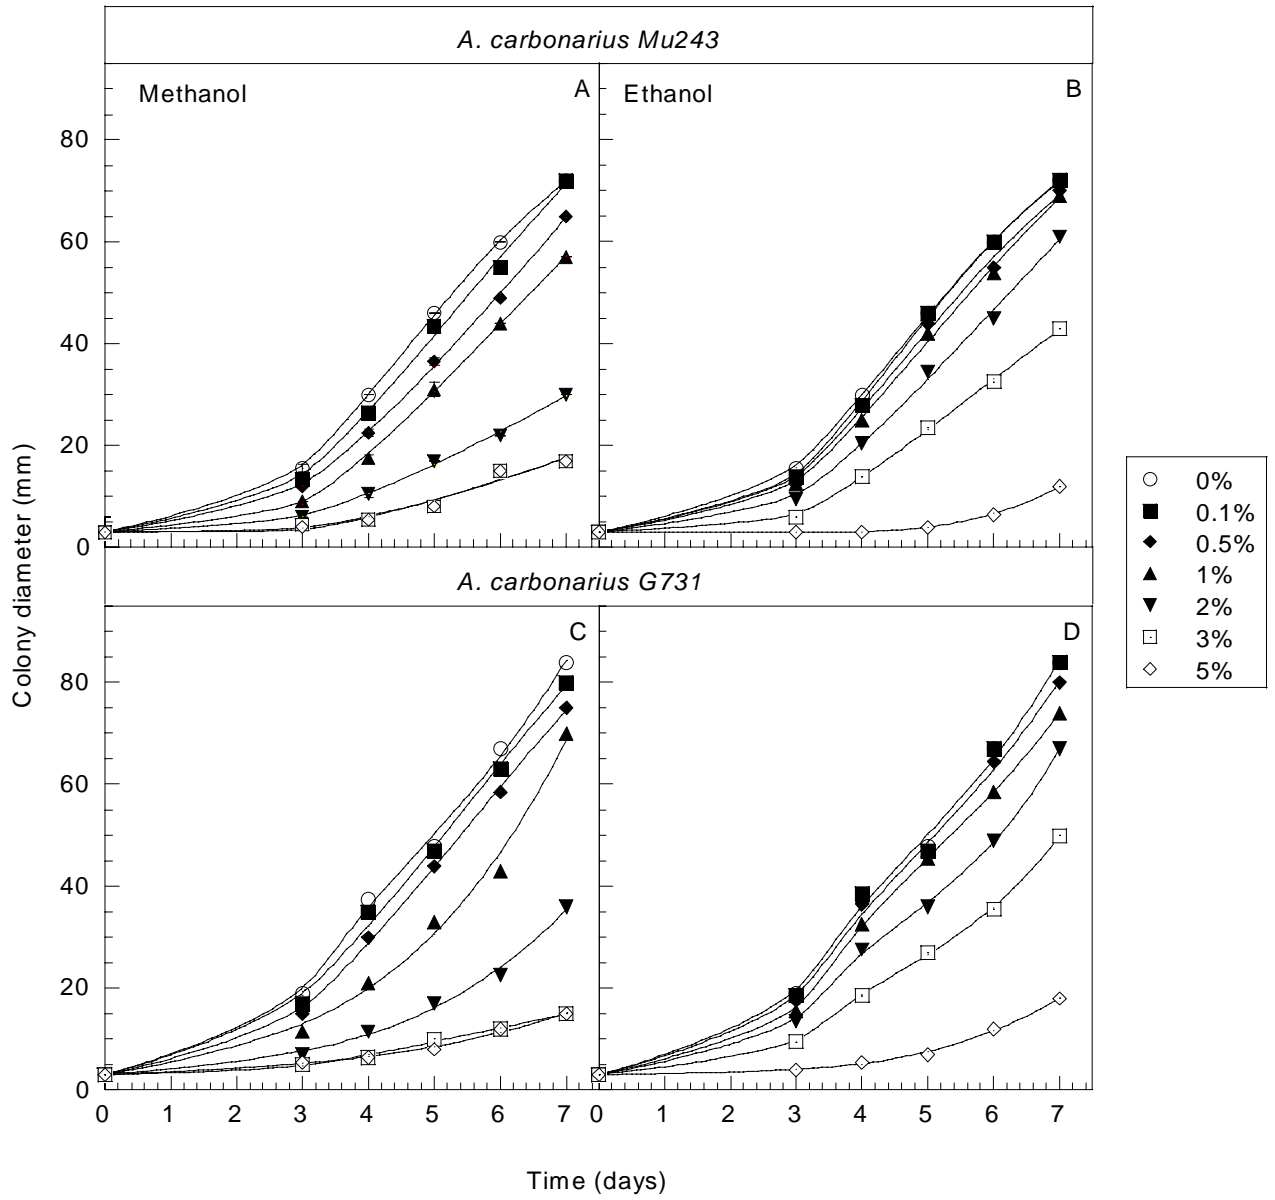 A. carbonarius Mu243
Methanol A
Ethanol B
80
60
40
20
0
A. carbonarius G731
C
D
80
60
40
20
0
0 1 2 3 4 5 6 7 0 1 2 3 4 5 6 7
Colony diameter (mm)
Time (days)
0%
0.1%
0.5%
1%
2%
3%
5%